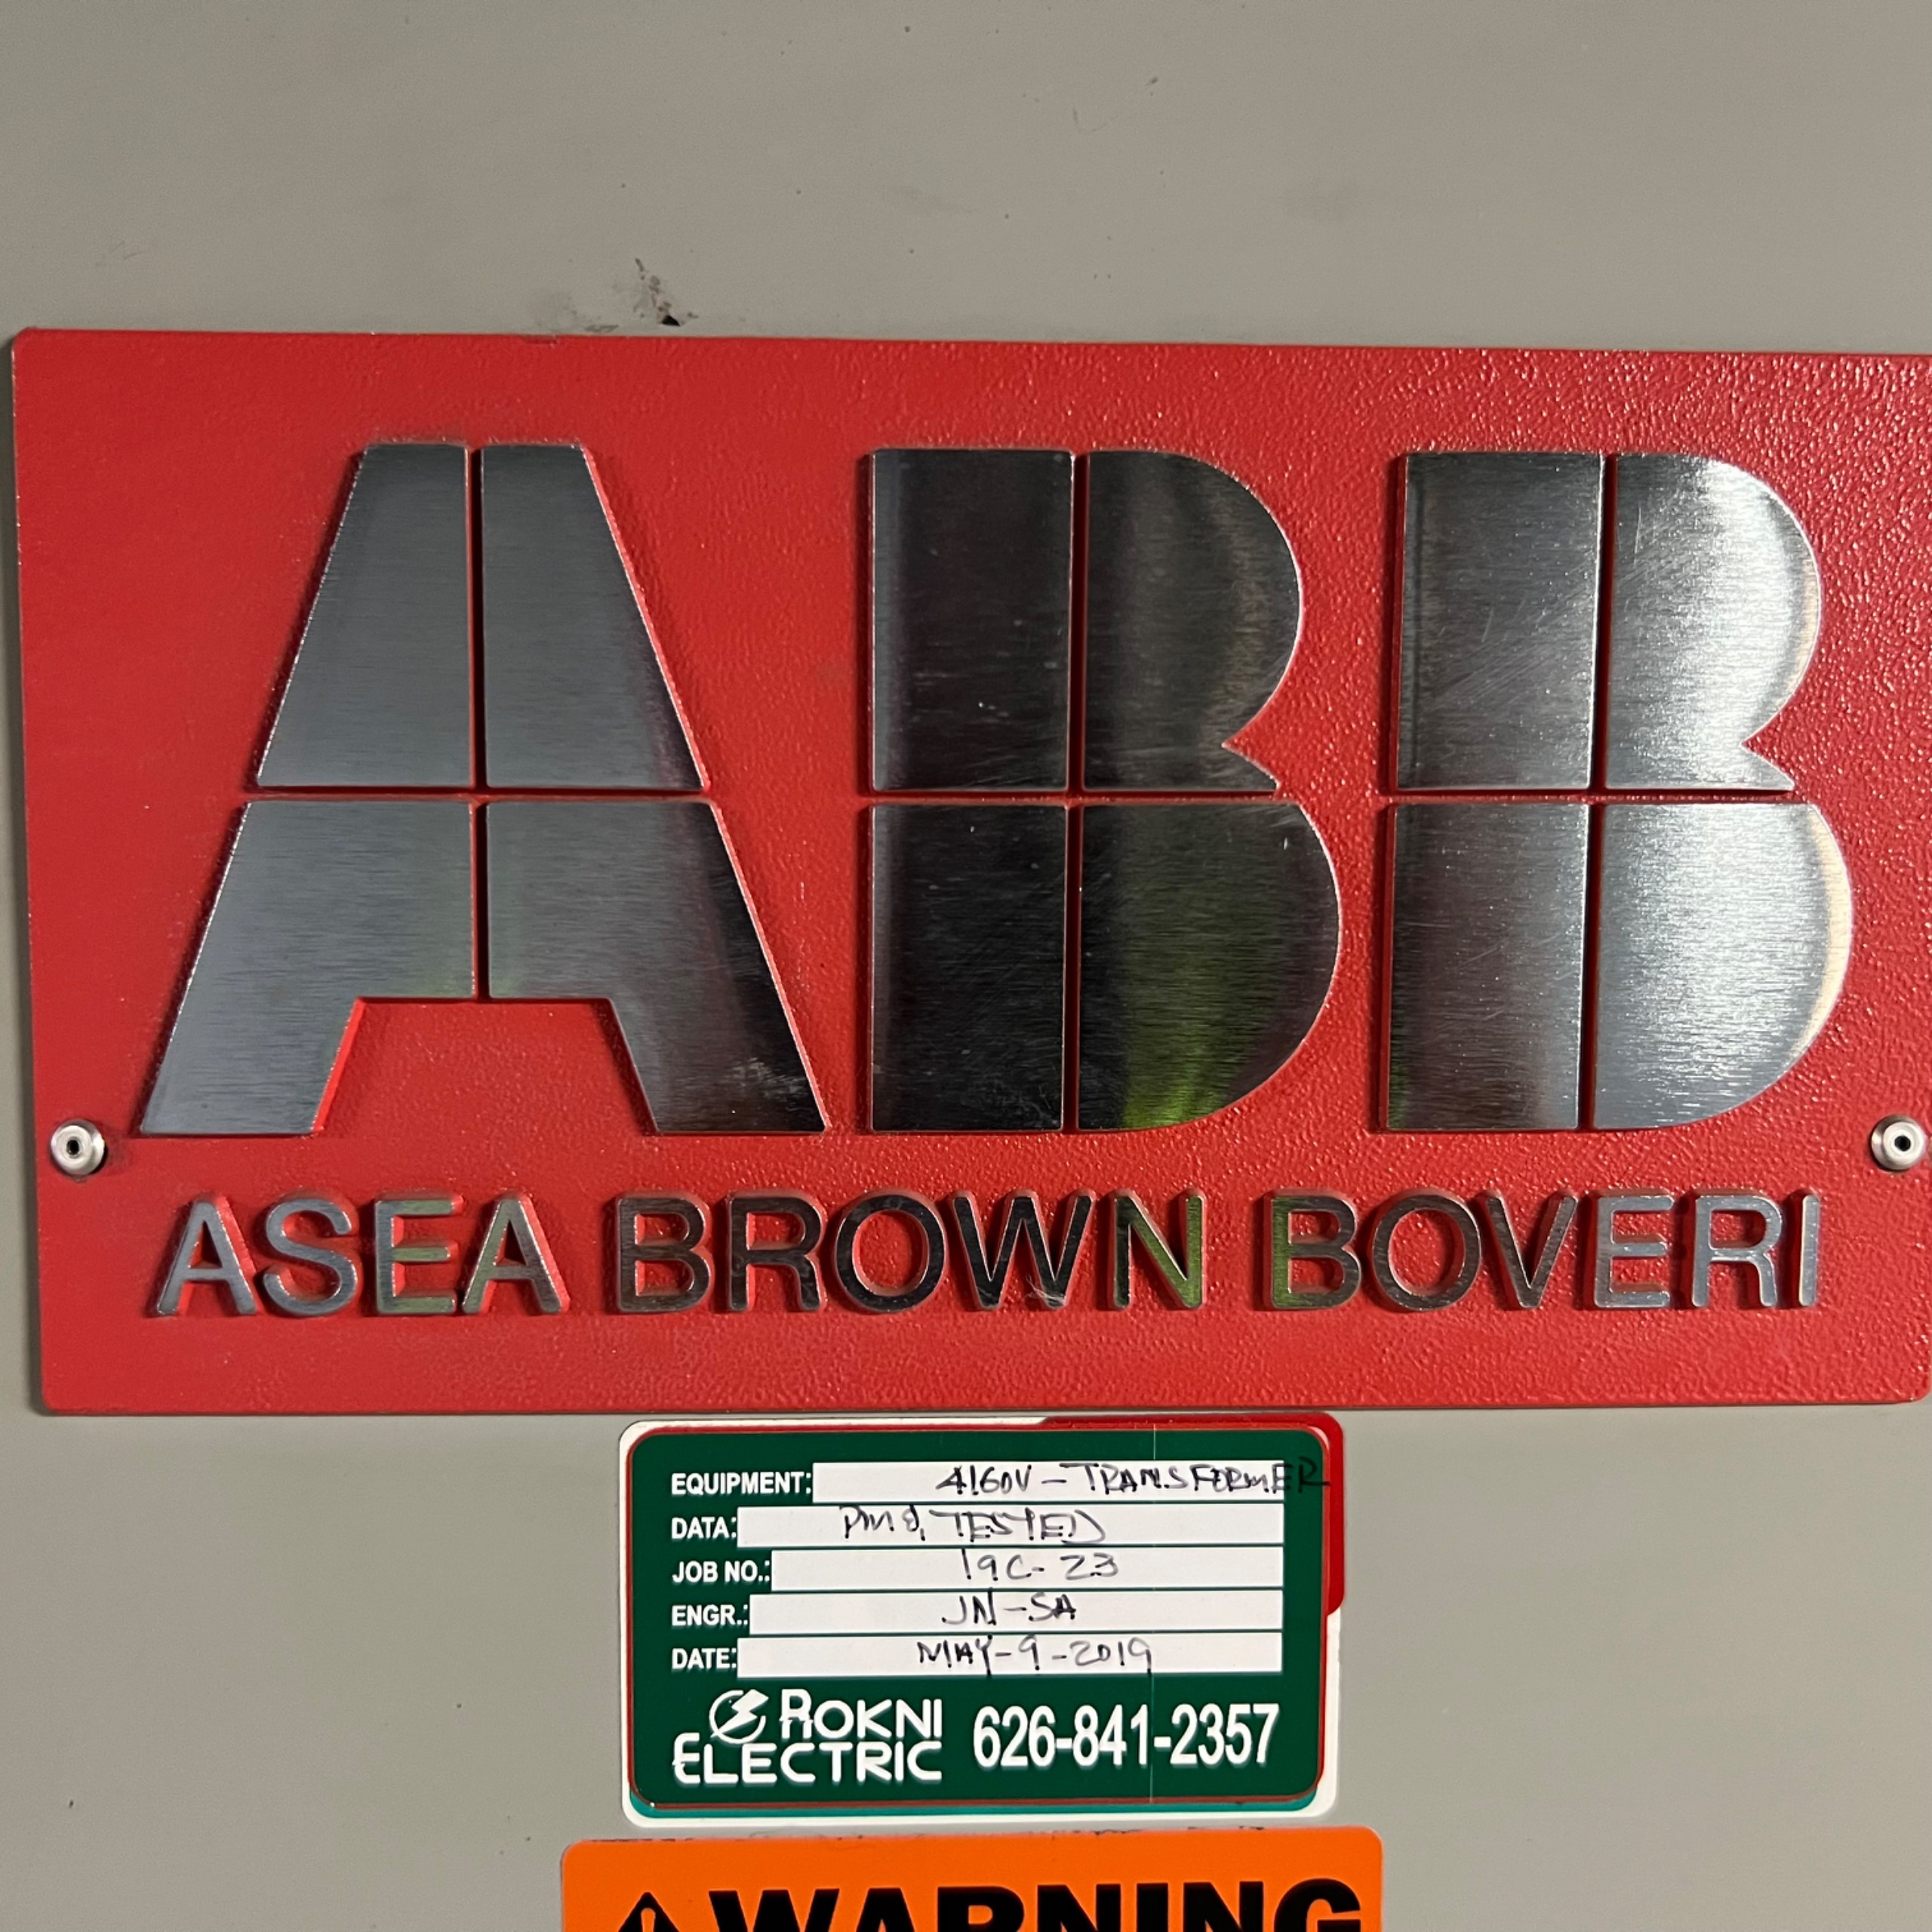 ABB
ASEA BROWN BOVERI
EQUIPMENT: 4160V - TRANSFORMER
DATA: PM & TESTED
JOB NO.: 19C-23
ENGR.: JN-SA
DATE: MAY-9-2019
ROKNI
ELECTRIC 626-841-2357
WARNING